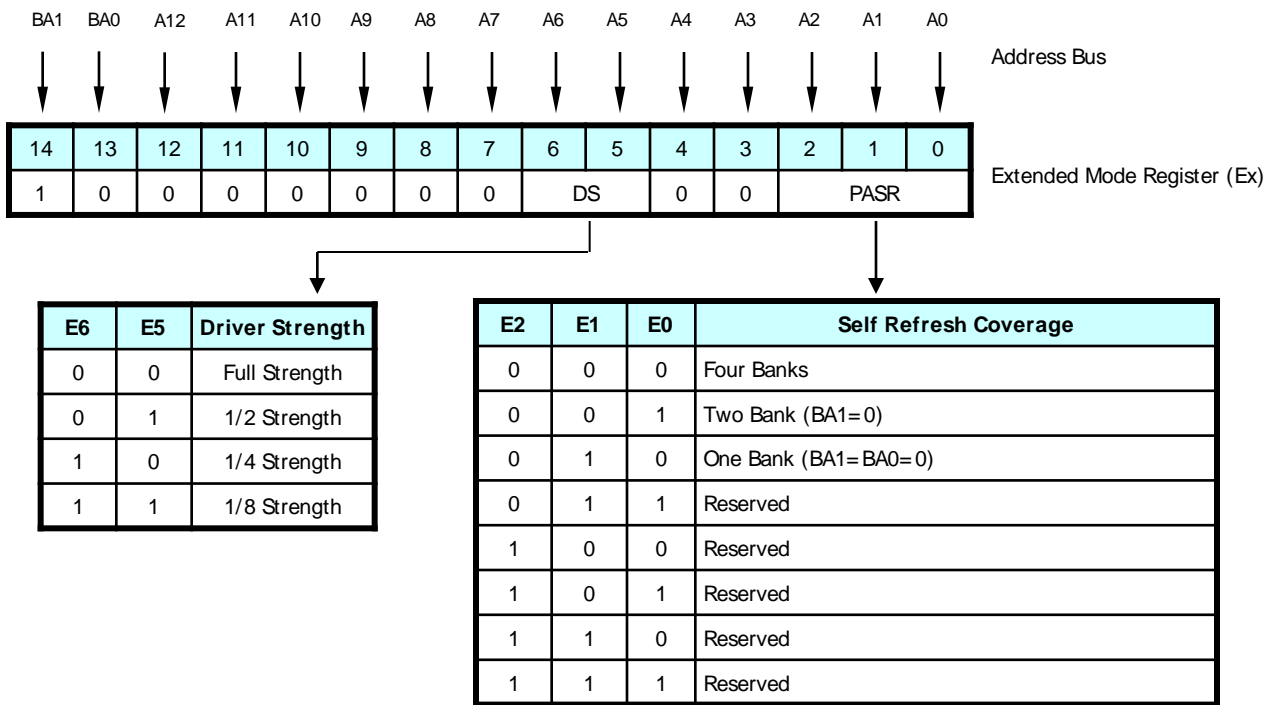 BA1 BA0 A12 A11 A10 A9 A8 A7 A6 A5 A4 A3 A2 A1 A0
Address Bus
14 13 12 11 10 9 8 7 6 5 4 3 2 1 0
1 0 0 0 0 0 0 0 DS 0 0 PASR
Extended Mode Register (Ex)
E6 E5 Driver Strength
0 0 Full Strength
0 1 1/2 Strength
1 0 1/4 Strength
1 1 1/8 Strength
E2 E1 E0 Self Refresh Coverage
0 0 0 Four Banks
0 0 1 Two Bank (BA1=0)
0 1 0 One Bank (BA1=BA0=0)
0 1 1 Reserved
1 0 0 Reserved
1 0 1 Reserved
1 1 0 Reserved
1 1 1 Reserved